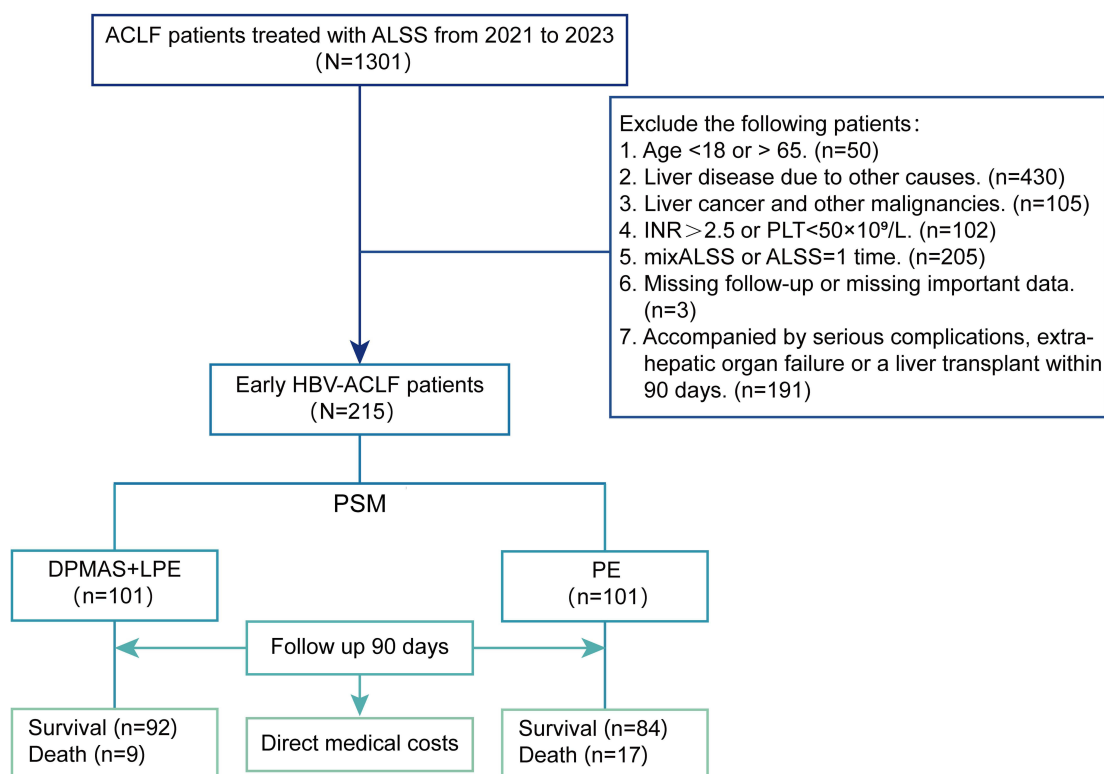 ACLF patients treated with ALSS from 2021 to 2023
(N=1301)
Exclude the following patients:
1. Age <18 or > 65. (n=50)
2. Liver disease due to other causes. (n=430)
3. Liver cancer and other malignancies. (n=105)
4. INR>2.5 or PLT<50×10⁹/L. (n=102)
5. mixALSS or ALSS=1 time. (n=205)
6. Missing follow-up or missing important data.
(n=3)
7. Accompanied by serious complications, extra-
hepatic organ failure or a liver transplant within
90 days. (n=191)
Early HBV-ACLF patients
(N=215)
PSM
DPMAS+LPE
(n=101)
PE
(n=101)
Follow up 90 days
Survival (n=92)
Death (n=9)
Direct medical costs
Survival (n=84)
Death (n=17)